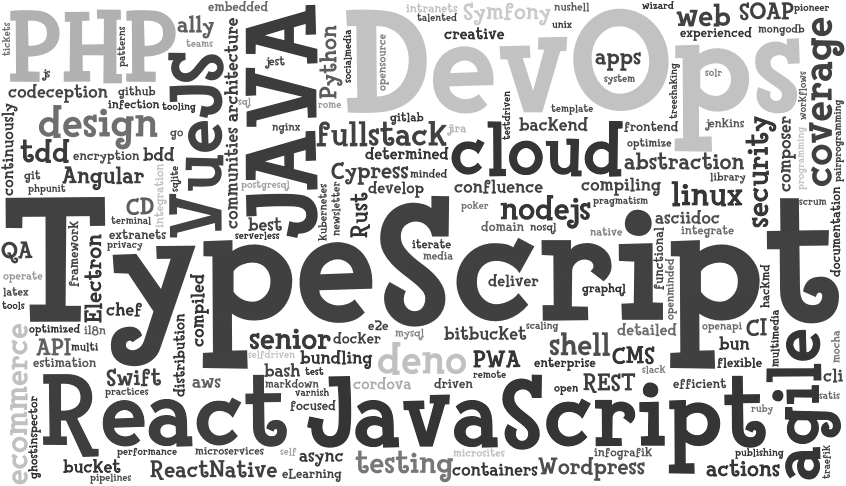 tickets
PHP
js
patterns
codeception
github
infection
tooling
embedded
ally
teams
sql
jest
JAVA
Python
rome
socialmedia
opensource
DevOps
intranets
talented
Symfony
creative
nushell
unix
wizard
web
SOAP
pioneer
experienced
mongodb
apps
system
treeshaking
solr
workflows
coverage
continuously
design
go
VueJS
communities
architecture
nginx
gitlab
fullstack
jira
testdriven
template
backend
frontend
jenkins
optimize
security
composer
programming
pairprogramming
tdd
encryption
bdd
git
phpunit
Angular
integration
sqlite
postgresql
determined
Cypress
minded
develop
cloud
confluence
compiling
abstraction
library
linux
pragmatism
CD
terminal
extranets
privacy
best
serverless
Kubernetes
newsletter
Rust
poker
nodejs
domain
nosql
native
asciidoc
integrate
scrum
documentation
QA
framework
operate
latex
tools
Electron
chef
TypeScript
iterate
media
deliver
graphql
functional
openminded
hackmd
optimized
i18n
compiled
distribution
ecommerce
API
multi
estimation
senior
docker
e2e
mysql
bitbucket
scaling
detailed
openapi
CI
bun
multimedia
agile
mocha
selfdriven
bundling
deno
PWA
enterprise
shell
CMS
slack
flexible
cli
Swift
practices
aws
bash
test
markdown
varnish
focused
cordova
driven
remote
open
REST
efficient
ruby
satis
React
JavaScript
ghostinspector
bucket
pipelines
performance
microservices
self
ReactNative
eLearning
async
testing
microsites
containers
infografik
Wordpress
publishing
actions
traefik